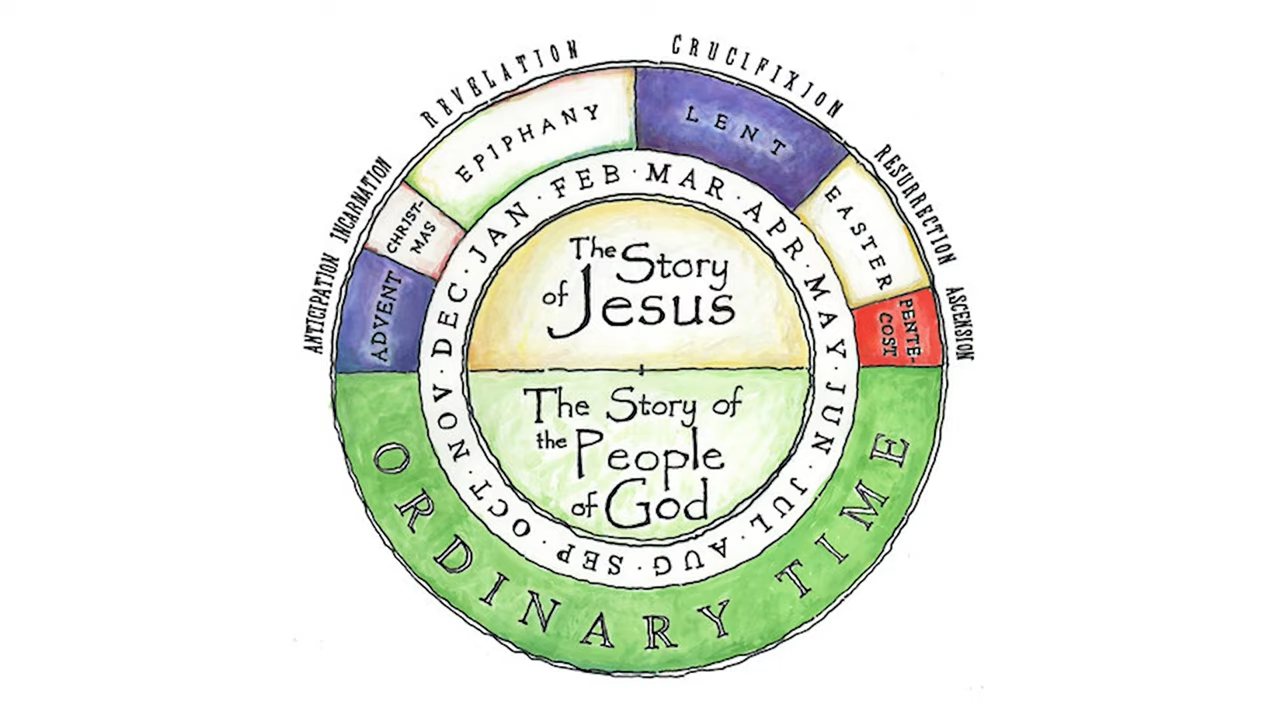 ANTICIPATION
INCARNATION
REVELATION
CRUCIFIXION
RESURRECTION
ASCENSION
ADVENT
CHRIST-
MAS
EPIPHANY
LENT
EASTER
PENTE-
COST
ORDINARY TIME
JAN · FEB · MAR · APR · MAY · JUN · JUL · AUG · SEP · OCT · NOV · DEC ·
The Story
of Jesus
The Story of
the People
of God